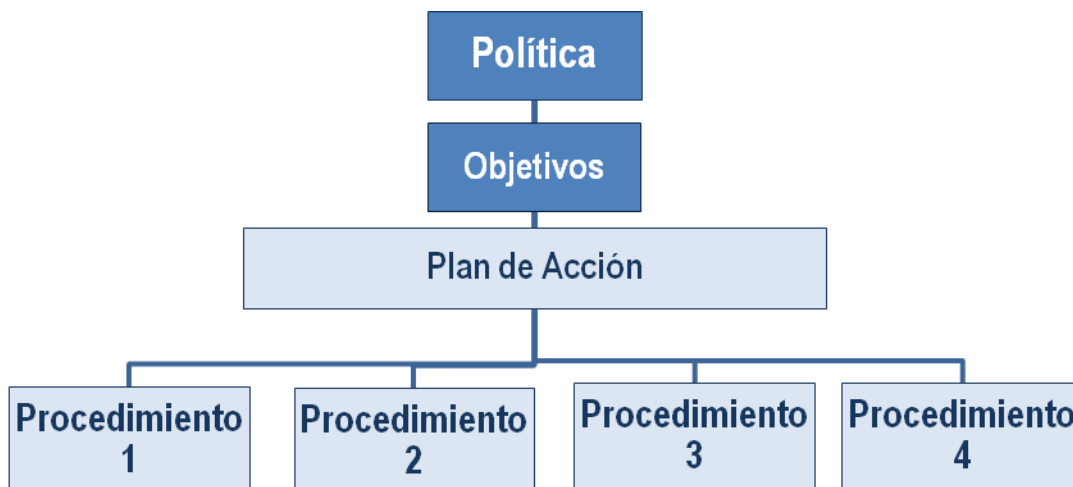 Política
Objetivos
Plan de Acción
Procedimiento
1
Procedimiento
2
Procedimiento
3
Procedimiento
4